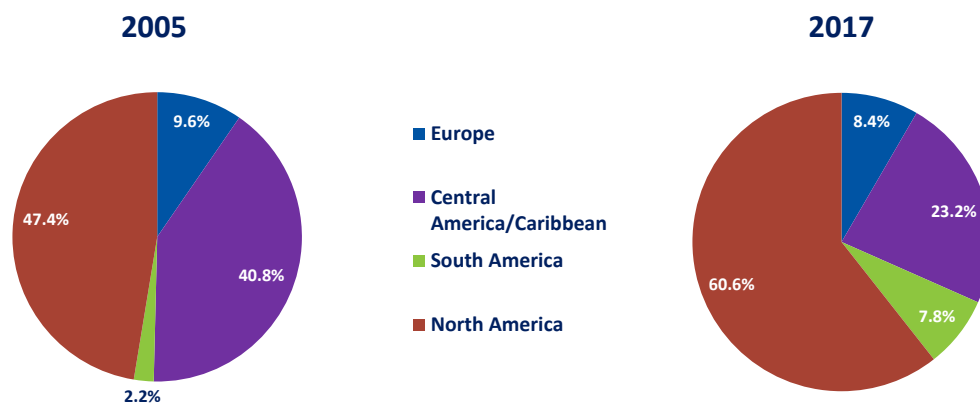 2005
2017
9.6%
47.4%
40.8%
2.2%
Europe
Central
America/Caribbean
South America
North America
8.4%
23.2%
60.6%
7.8%